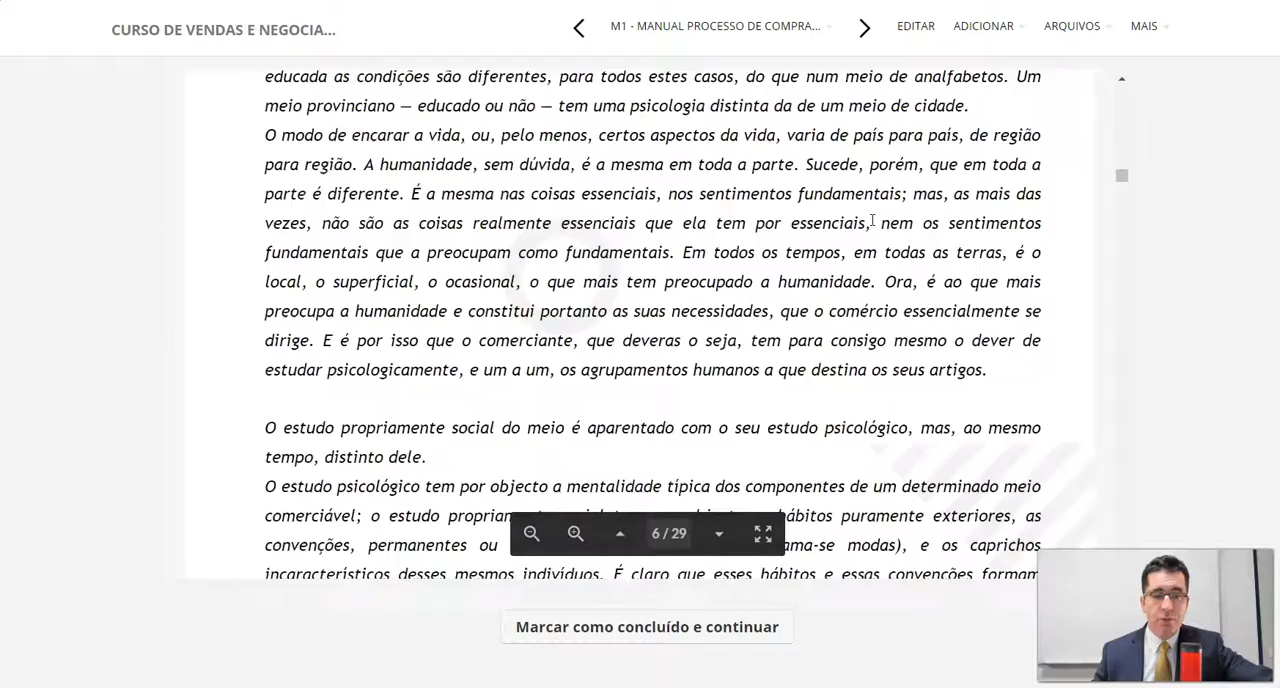 CURSO DE VENDAS E NEGOCIA...
M1 - MANUAL PROCESSO DE COMPRA...
EDITAR
ADICIONAR
ARQUIVOS
MAIS
educada as condições são diferentes, para todos estes casos, do que num meio de analfabetos. Um
meio provinciano — educado ou não — tem uma psicologia distinta da de um meio de cidade.
O modo de encarar a vida, ou, pelo menos, certos aspectos da vida, varia de país para país, de região
para região. A humanidade, sem dúvida, é a mesma em toda a parte. Sucede, porém, que em toda a
parte é diferente. É a mesma nas coisas essenciais, nos sentimentos fundamentais; mas, as mais das
vezes, não são as coisas realmente essenciais que ela tem por essenciais, nem os sentimentos
fundamentais que a preocupam como fundamentais. Em todos os tempos, em todas as terras, é o
local, o superficial, o ocasional, o que mais tem preocupado a humanidade. Ora, é ao que mais
preocupa a humanidade e constitui portanto as suas necessidades, que o comércio essencialmente se
dirige. E é por isso que o comerciante, que deveras o seja, tem para consigo mesmo o dever de
estudar psicologicamente, e um a um, os agrupamentos humanos a que destina os seus artigos.
O estudo propriamente social do meio é aparentado com o seu estudo psicológico, mas, ao mesmo
tempo, distinto dele.
O estudo psicológico tem por objecto a mentalidade típica dos componentes de um determinado meio
comerciável; o estudo hábitos puramente exteriores, as
convenções, permanentes ou modas), e os caprichos
incaracterísticos desses mesmos indivíduos. É claro que esses hábitos e essas convenções formam
6 / 29
Marcar como concluído e continuar